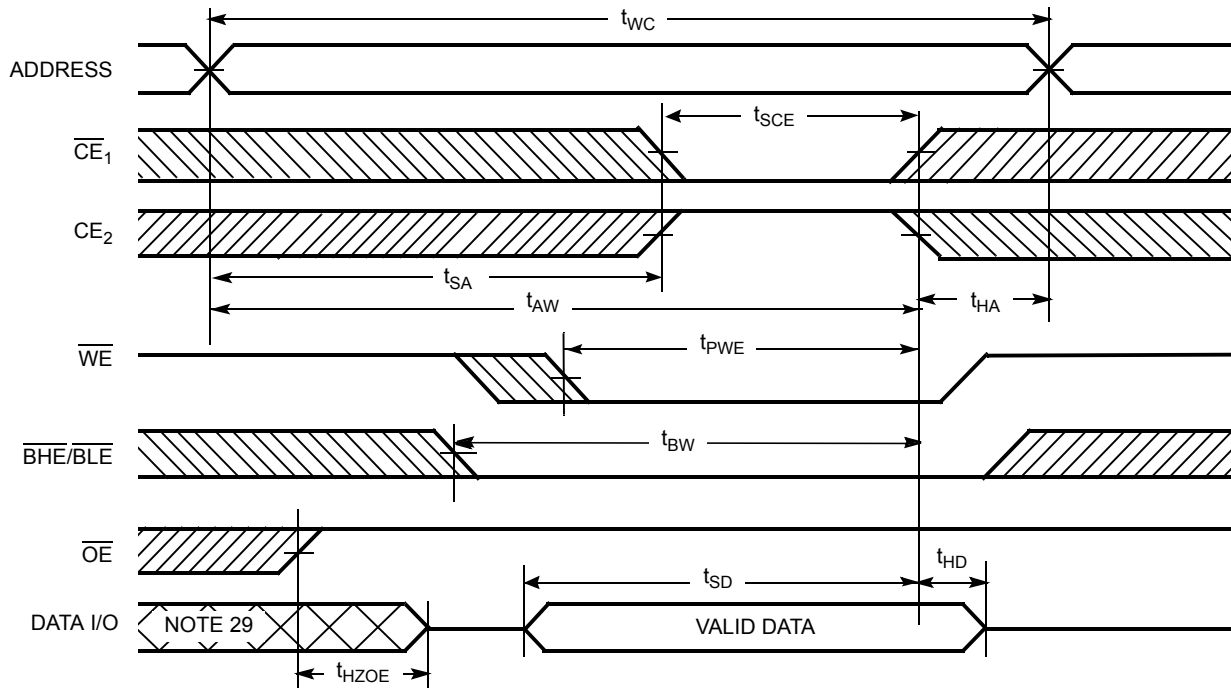 tWC
ADDRESS
tSCE
CE1
CE2
tSA
tAW
tHA
tPWE
WE
tBW
BHE/BLE
OE
tHD
tSD
DATA I/O
NOTE 29
VALID DATA
tHZOE